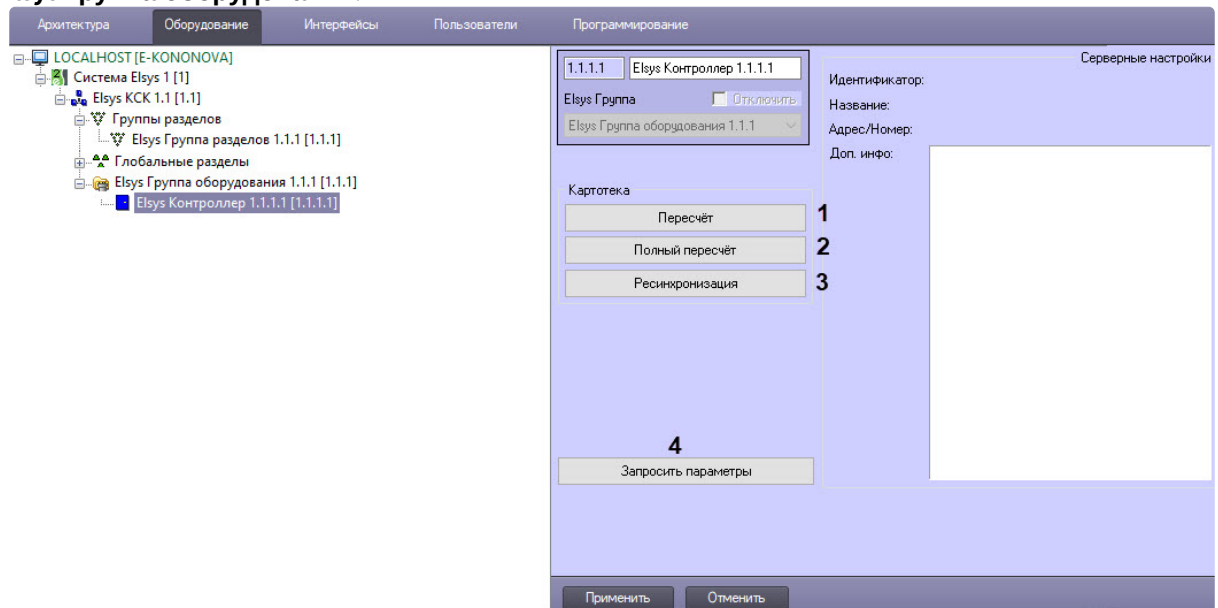 Архитектура Оборудование Интерфейсы Пользователи Программирование
LOCALHOST [E-KONONOVA]
Система Elsys 1 [1]
Elsys КСК 1.1 [1.1]
Группы разделов
Elsys Группа разделов 1.1.1 [1.1.1]
Глобальные разделы
Elsys Группа оборудования 1.1.1 [1.1.1]
Elsys Контроллер 1.1.1.1 [1.1.1.1]
1.1.1.1 Elsys Контроллер 1.1.1.1
Elsys Группа Отключить
Elsys Группа оборудования 1.1.1
Картотека
Пересчёт 1
Полный пересчёт 2
Ресинхронизация 3
4
Запросить параметры
Серверные настройки
Идентификатор:
Название:
Адрес/Номер:
Доп. инфо:
Применить Отменить